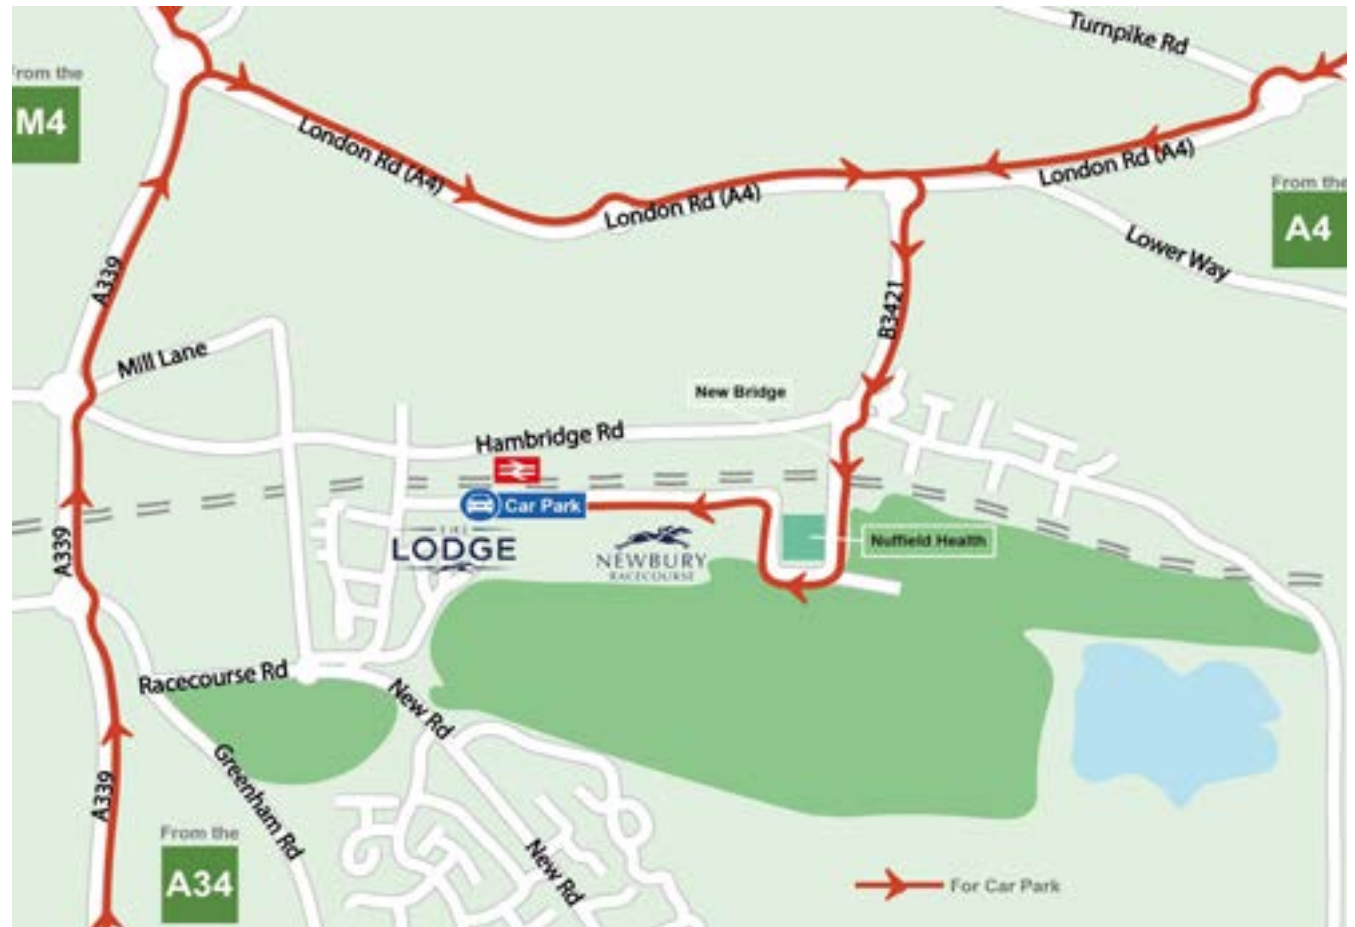 Turnpike Rd
From the
M4
London Rd (A4)
London Rd (A4)
London Rd (A4)
From the
A4
Lower Way
A339
B3421
Mill Lane
New Bridge
Hambridge Rd
Car Park
THE
LODGE
NEWBURY
RACECOURSE
Nuffield Health
A339
Racecourse Rd
New Rd
Greenham Rd
A339
From the
A34
New Rd
For Car Park